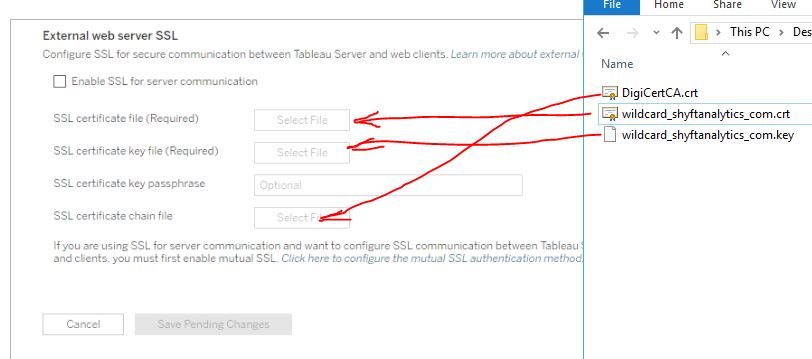 External web server SSL
Configure SSL for secure communication between Tableau Server and web clients. Learn more about external
Enable SSL for server communication
SSL certificate file (Required)
Select File
SSL certificate key file (Required)
Select File
SSL certificate key passphrase
Optional
SSL certificate chain file
Select File
If you are using SSL for server communication and want to configure SSL communication between Tableau S
and clients, you must first enable mutual SSL. Click here to configure the mutual SSL authentication method.
Cancel
Save Pending Changes
File
Home
Share
View
This PC
Des
Name
DigiCertCA.crt
wildcard_shyftanalytics_com.crt
wildcard_shyftanalytics_com.key